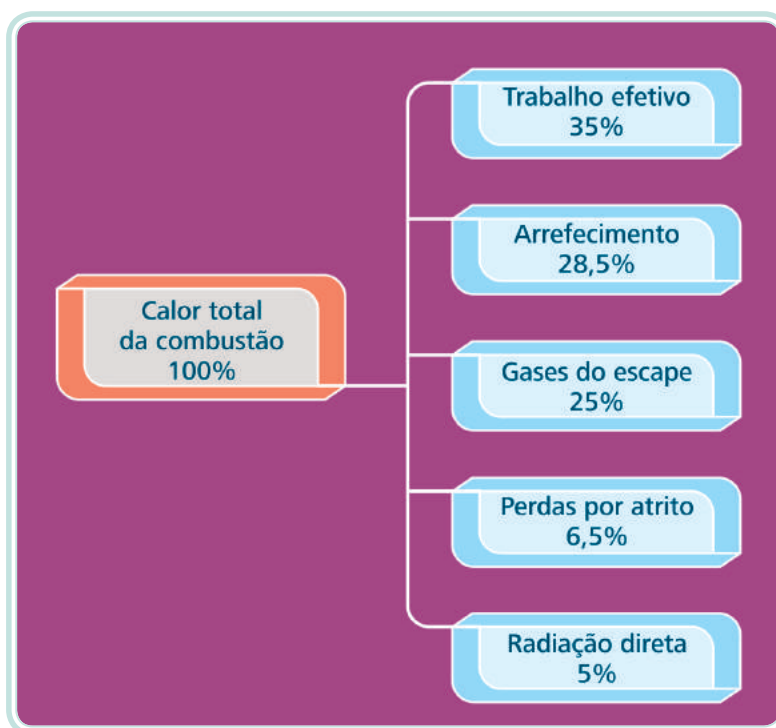 Calor total
da combustão
100%
Trabalho efetivo
35%
Arrefecimento
28,5%
Gases do escape
25%
Perdas por atrito
6,5%
Radiação direta
5%